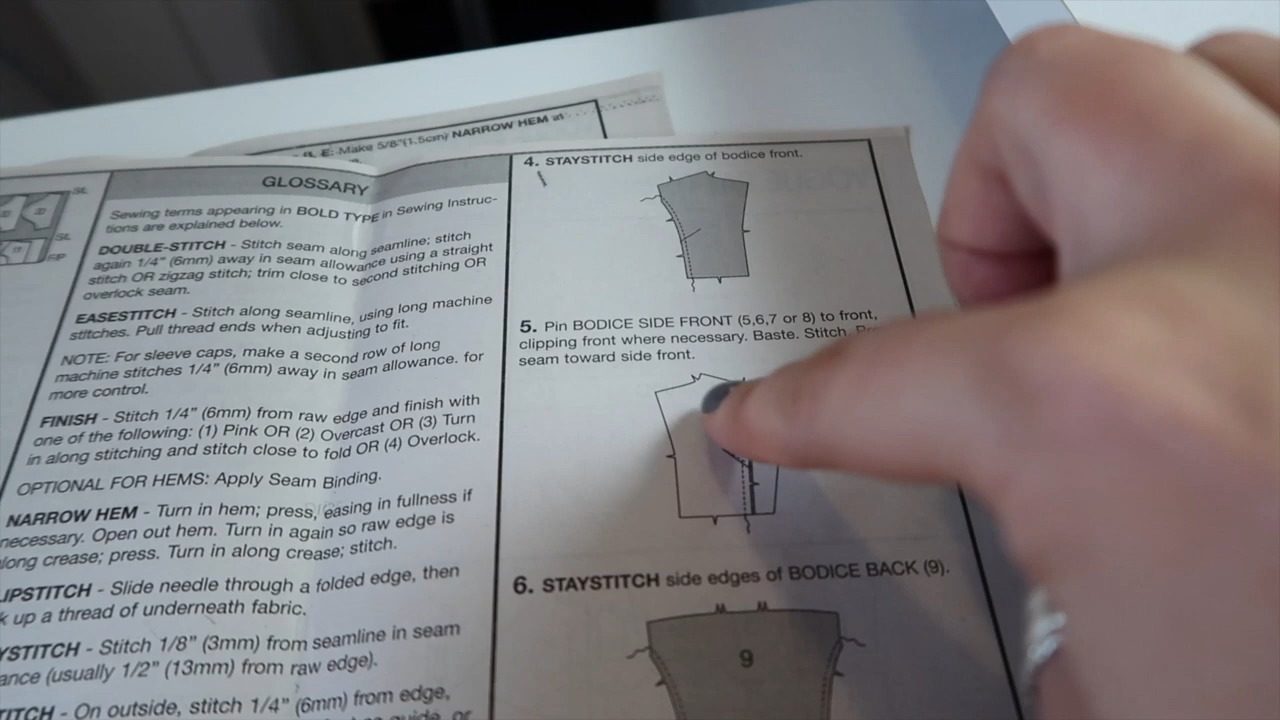 E: Make 5/8"(1.5cm) NARROW HEM at
GLOSSARY
Sewing terms appearing in BOLD TYPE in Sewing Instruc-
tions are explained below.
DOUBLE-STITCH - Stitch seam along seamline; stitch
again 1/4" (6mm) away in seam allowance using a straight
stitch OR zigzag stitch; trim close to second stitching OR
overlock seam.
EASESTITCH - Stitch along seamline, using long machine
stitches. Pull thread ends when adjusting to fit.
NOTE: For sleeve caps, make a second row of long
machine stitches 1/4" (6mm) away in seam allowance. for
more control.
FINISH - Stitch 1/4" (6mm) from raw edge and finish with
one of the following: (1) Pink OR (2) Overcast OR (3) Turn
in along stitching and stitch close to fold OR (4) Overlock.
OPTIONAL FOR HEMS: Apply Seam Binding.
NARROW HEM - Turn in hem; press, easing in fullness if
necessary. Open out hem. Turn in again so raw edge is
along crease; press. Turn in along crease; stitch.
LIPSTITCH - Slide needle through a folded edge, then
k up a thread of underneath fabric.
YSTITCH - Stitch 1/8" (3mm) from seamline in seam
ance (usually 1/2" (13mm) from raw edge).
TITCH - On outside, stitch 1/4" (6mm) from edge,
4. STAYSTITCH side edge of bodice front.
5. Pin BODICE SIDE FRONT (5,6,7 or 8) to front,
clipping front where necessary. Baste. Stitch.
seam toward side front.
6. STAYSTITCH side edges of BODICE BACK (9).
9